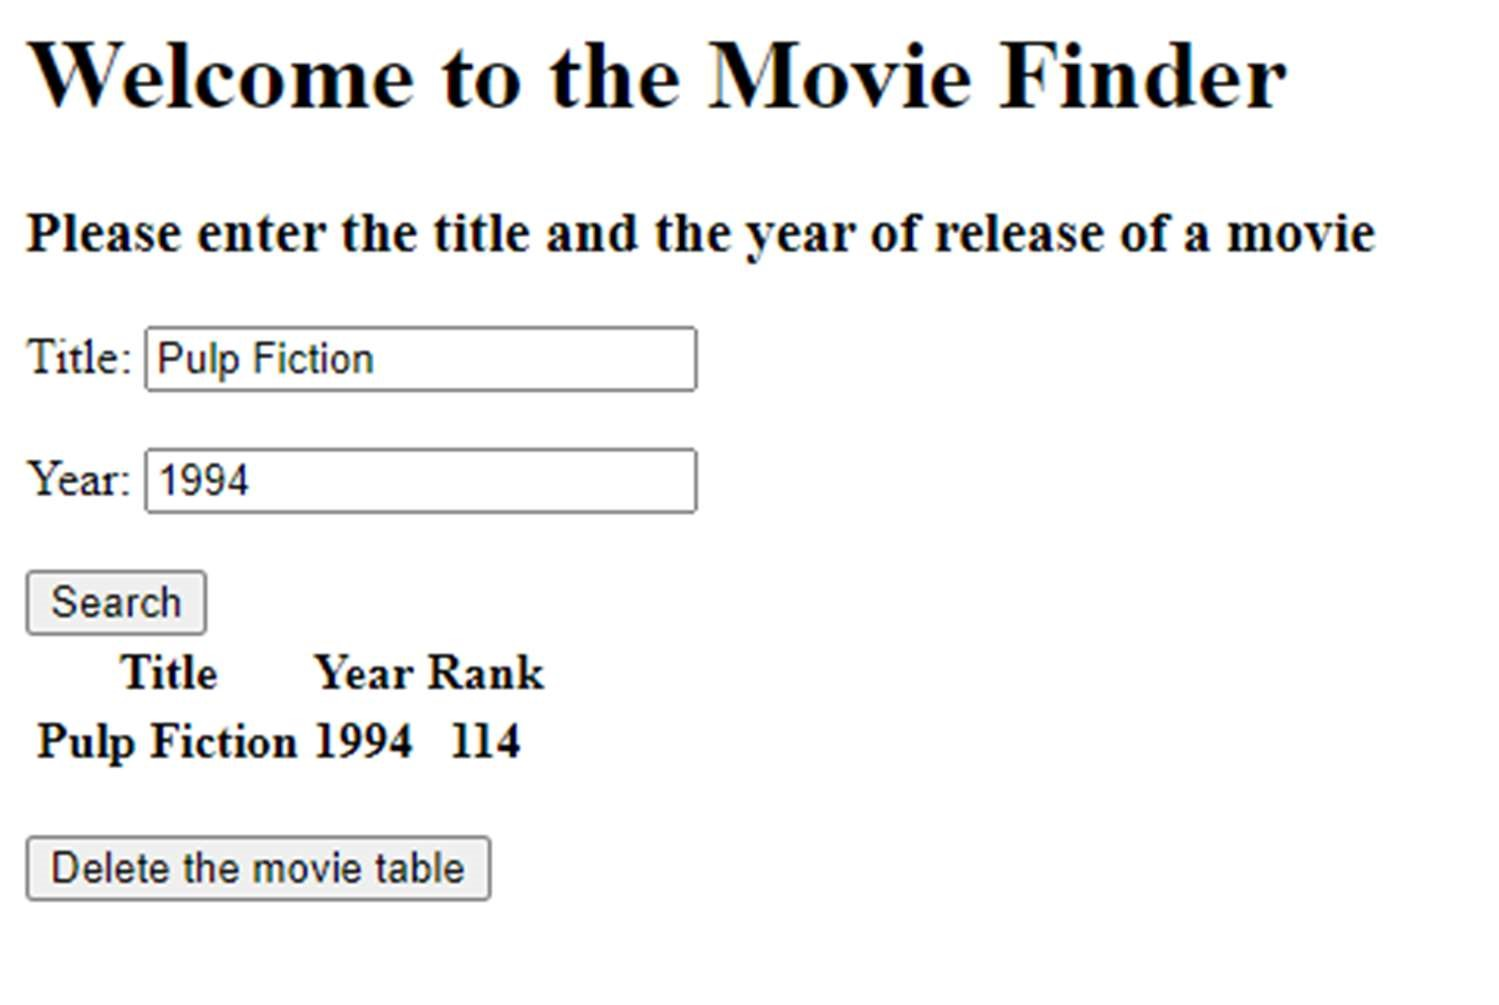 Welcome to the Movie Finder
Please enter the title and the year of release of a movie
Title: Pulp Fiction
Year: 1994
Search
Title Year Rank
Pulp Fiction 1994 114
Delete the movie table